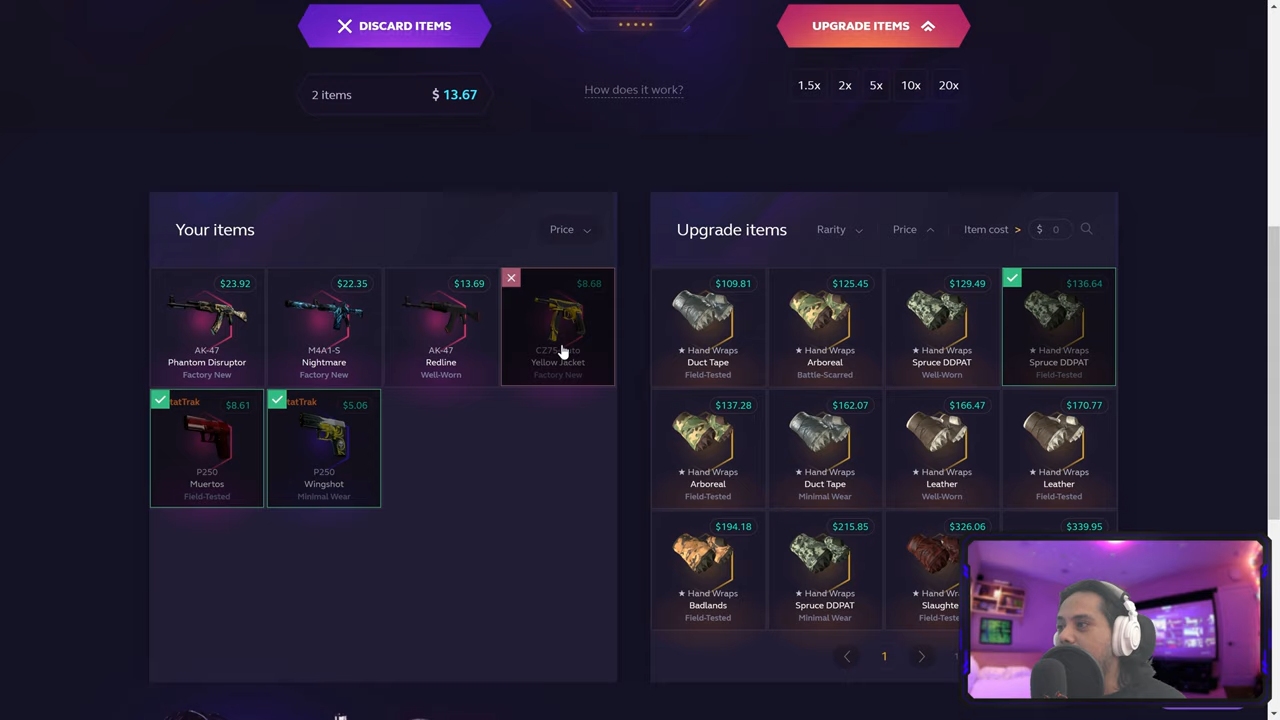 DISCARD ITEMS
UPGRADE ITEMS
2 items
$ 13.67
How does it work?
1.5x
2x
5x
10x
20x
Your items
Price
Upgrade items
Rarity
Price
Item cost >
$ 0
$23.92
AK-47
Phantom Disruptor
Factory New
$22.35
M4A1-S
Nightmare
Factory New
$13.69
AK-47
Redline
Well-Worn
$8.68
Yellow Jacket
Factory New
tatTrak
$8.61
P250
Muertos
Field-Tested
tatTrak
$5.06
P250
Wingshot
Minimal Wear
$109.81
★ Hand Wraps
Duct Tape
Field-Tested
$125.45
★ Hand Wraps
Arboreal
Battle-Scarred
$129.49
★ Hand Wraps
Spruce DDPAT
Well-Worn
$136.64
★ Hand Wraps
Spruce DDPAT
Field-Tested
$137.28
★ Hand Wraps
Arboreal
Field-Tested
$162.07
★ Hand Wraps
Duct Tape
Minimal Wear
$166.47
★ Hand Wraps
Leather
Well-Worn
$170.77
★ Hand Wraps
Leather
Field-Tested
$194.18
★ Hand Wraps
Badlands
Field-Tested
$215.85
★ Hand Wraps
Spruce DDPAT
Minimal Wear
$326.06
★ Hand
Slaughte
Field-Test
$339.95
1